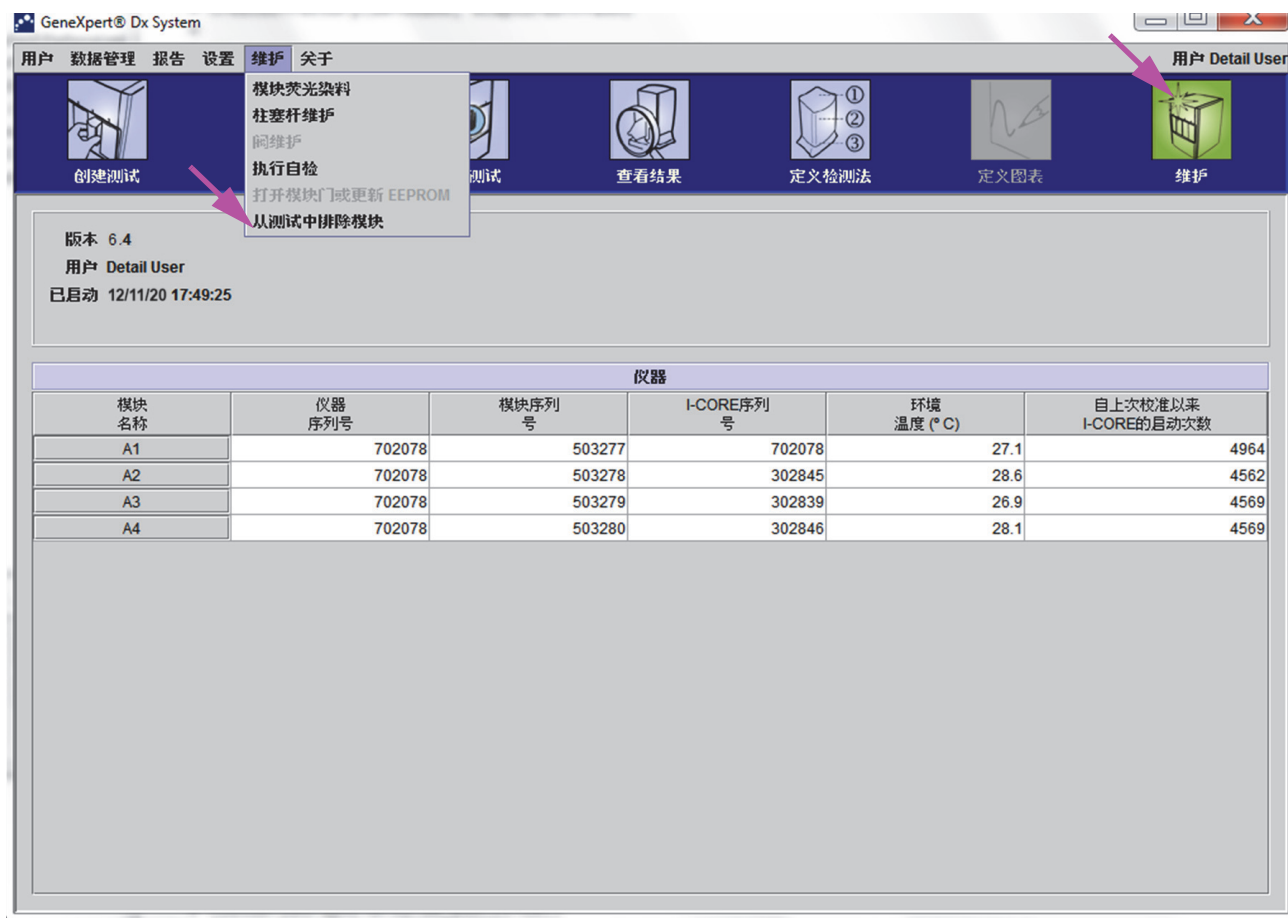 GeneXpert® Dx System
用户 数据管理 报告 设置 维护 关于 用户 Detail User
模块荧光染料
柱塞杆维护
阀维护
执行自检
打开模块门或更新 EEPROM
从测试中排除模块
创建测试 测试 查看结果 ① ② ③ 定义检测法 定义图表 维护
版本 6.4
用户 Detail User
已启动 12/11/20 17:49:25
仪器
模块 仪器 模块序列 I-CORE序列 环境 自上次校准以来
名称 序列号 号 号 温度 (° C) I-CORE的启动次数
A1 702078 503277 702078 27.1 4964
A2 702078 503278 302845 28.6 4562
A3 702078 503279 302839 26.9 4569
A4 702078 503280 302846 28.1 4569